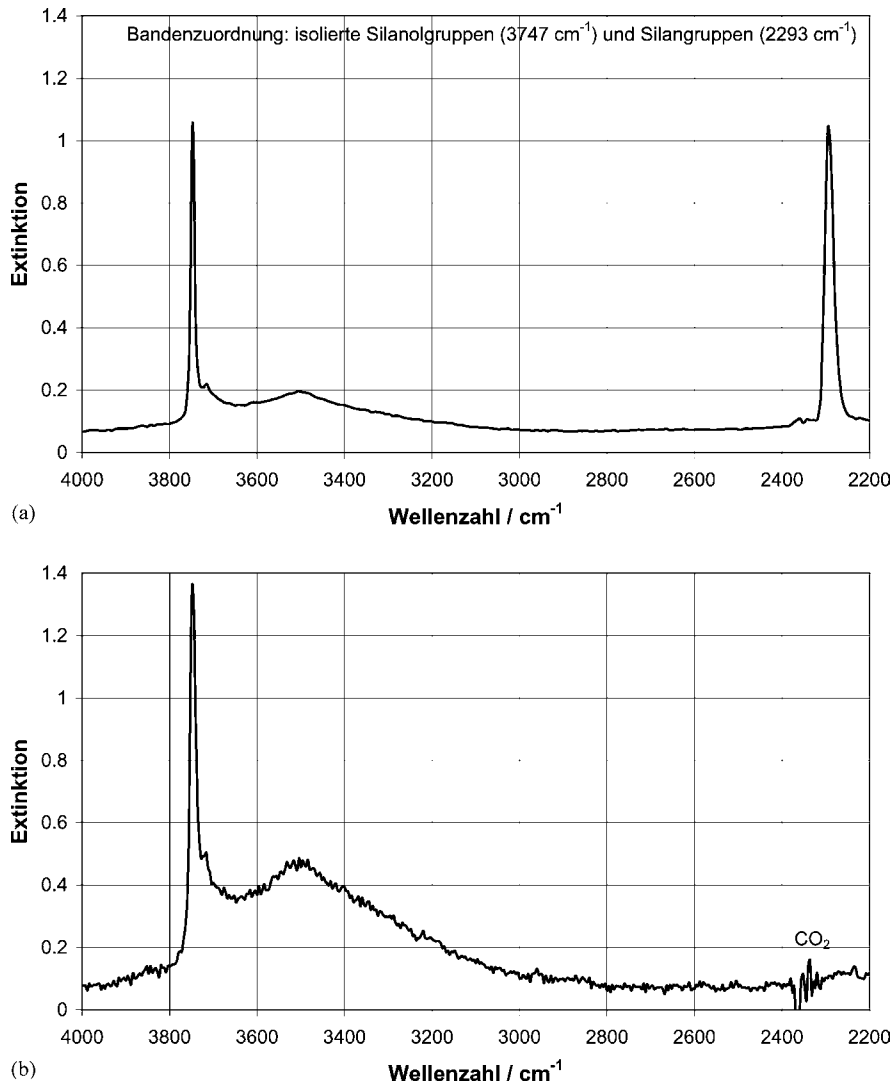 1.4
Bandenzuordnung: isolierte Silanolgruppen (3747 cm⁻¹) und Silangruppen (2293 cm⁻¹)
1.2
1
0.8
0.6
0.4
0.2
0
Extinktion
4000 3800 3600 3400 3200 3000 2800 2600 2400 2200
(a)
Wellenzahl / cm⁻¹
1.4
1.2
1
0.8
0.6
0.4
0.2
0
Extinktion
CO₂
4000 3800 3600 3400 3200 3000 2800 2600 2400 2200
(b)
Wellenzahl / cm⁻¹